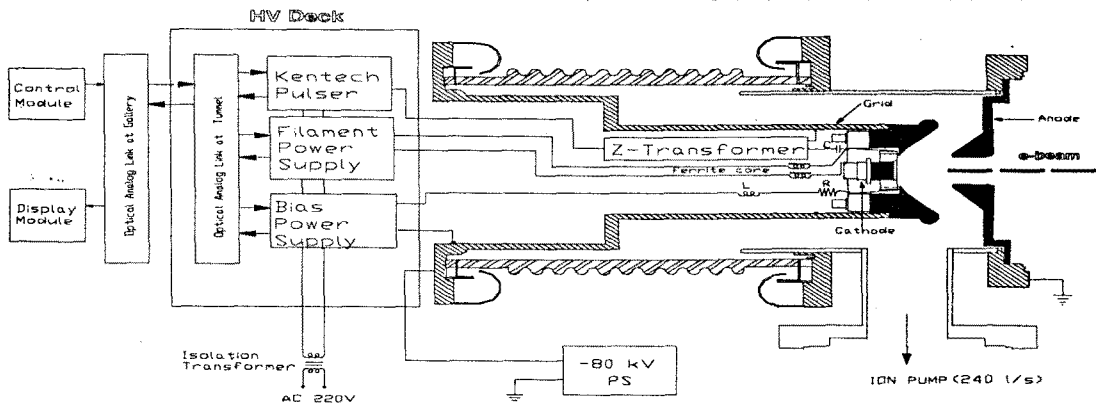 HV Deck
Control
Module
Display
Module
Optical Analog Link at Gallery
Optical Analog Link at Tunnel
Kentech
Pulser
Filament
Power
Supply
Bias
Power
Supply
Z-Transformer
Ferrite core
L
R
Grid
Cathode
Anode
e-beam
Isolation
Transformer
AC 220V
-80 kV
PS
ION PUMP(240 l/s)